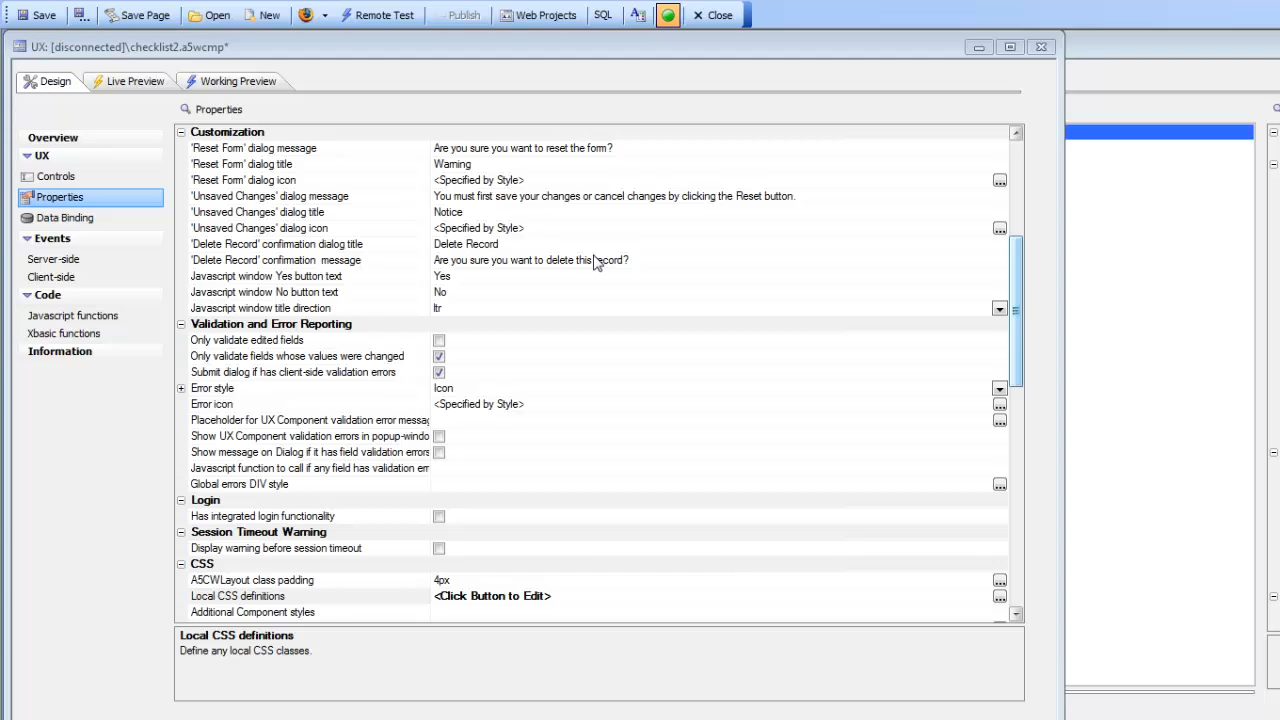 Save Save Page Open New Remote Test Publish Web Projects SQL Close
UX: [disconnected]\checklist2.a5wcmp*
Design Live Preview Working Preview
Properties
Overview
UX
Controls
Properties
Data Binding
Events
Server-side
Client-side
Code
Javascript functions
Xbasic functions
Information
Customization
'Reset Form' dialog message Are you sure you want to reset the form?
'Reset Form' dialog title Warning
'Reset Form' dialog icon <Specified by Style>
'Unsaved Changes' dialog message You must first save your changes or cancel changes by clicking the Reset button.
'Unsaved Changes' dialog title Notice
'Unsaved Changes' dialog icon <Specified by Style>
'Delete Record' confirmation dialog title Delete Record
'Delete Record' confirmation message Are you sure you want to delete this record?
Javascript window Yes button text Yes
Javascript window No button text No
Javascript window title direction ltr
Validation and Error Reporting
Only validate edited fields
Only validate fields whose values were changed
Submit dialog if has client-side validation errors
Error style Icon
Error icon <Specified by Style>
Placeholder for UX Component validation error messag
Show UX Component validation errors in popup-windo
Show message on Dialog if it has field validation errors
Javascript function to call if any field has validation err
Global errors DIV style
Login
Has integrated login functionality
Session Timeout Warning
Display warning before session timeout
CSS
A5CWLayout class padding 4px
Local CSS definitions <Click Button to Edit>
Additional Component styles
Local CSS definitions
Define any local CSS classes.